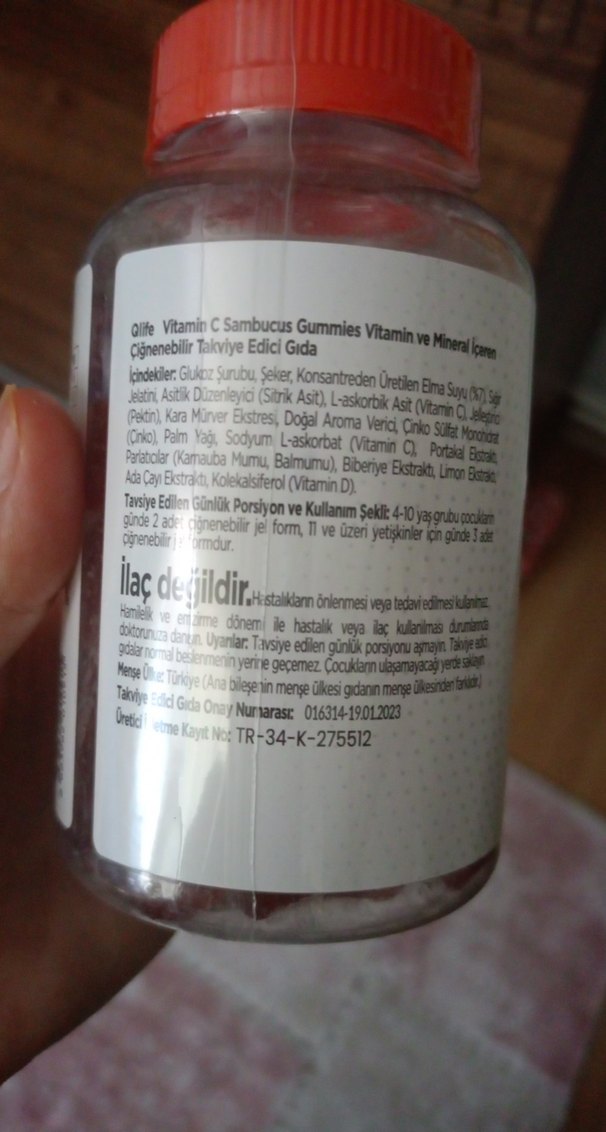 Qlife Vitamin C Sambucus Gummies Vitamin ve Mineral İçeren
Çiğnenebilir Takviye Edici Gıda
İçindekiler: Glukoz Şurubu, Şeker, Konsantreden Üretilen Elma Suyu (%7), Sığır
Jelatini, Asitlik Düzenleyici (Sitrik Asit), L-askorbik Asit (Vitamin C), Jelleştirici
(Pektin), Kara Mürver Ekstresi, Doğal Aroma Verici, Çinko Sülfat Monohidrat
(Çinko), Palm Yağı, Sodyum L-askorbat (Vitamin C), Portakal Ekstraktı,
Parlatıcılar (Karnauba Mumu, Balmumu), Biberiye Ekstraktı, Limon Ekstraktı,
Ada Çayı Ekstraktı, Kolekalsiferol (Vitamin D).
Tavsiye Edilen Günlük Porsiyon ve Kullanım Şekli: 4-10 yaş grubu çocukların
günde 2 adet çiğnenebilir jel form, 11 ve üzeri yetişkinler için günde 3 adet
çiğnenebilir jel formdur.
İlaç değildir. Hastalıkların önlenmesi veya tedavi edilmesi kullanılmaz.
Hamilelik ve emzirme dönemi ile hastalık veya ilaç kullanılması durumlarında
doktorunuza danışın. Uyarılar: Tavsiye edilen günlük porsiyonu aşmayın. Takviye edici
gıdalar normal beslenmenin yerine geçemez. Çocukların ulaşamayacağı yerde saklayın.
Menşe Ülke: Türkiye (Ana bileşenin menşe ülkesi gıdanın menşe ülkesinden farklıdır.)
Takviye Edici Gıda Onay Numarası: 016314-19.01.2023
Üretici İşletme Kayıt No: TR-34-K-275512